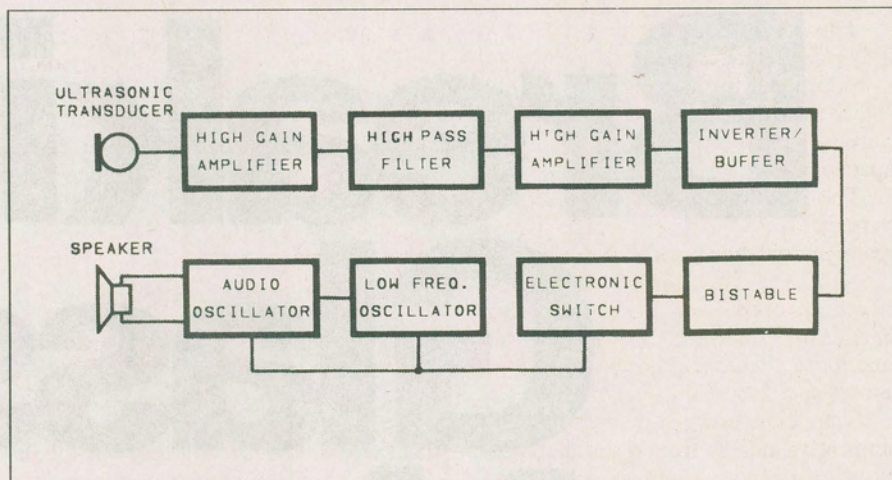 ULTRASONIC
TRANSDUCER
HIGH GAIN
AMPLIFIER
HIGH PASS
FILTER
HIGH GAIN
AMPLIFIER
INVERTER/
BUFFER
SPEAKER
AUDIO
OSCILLATOR
LOW FREQ.
OSCILLATOR
ELECTRONIC
SWITCH
BISTABLE